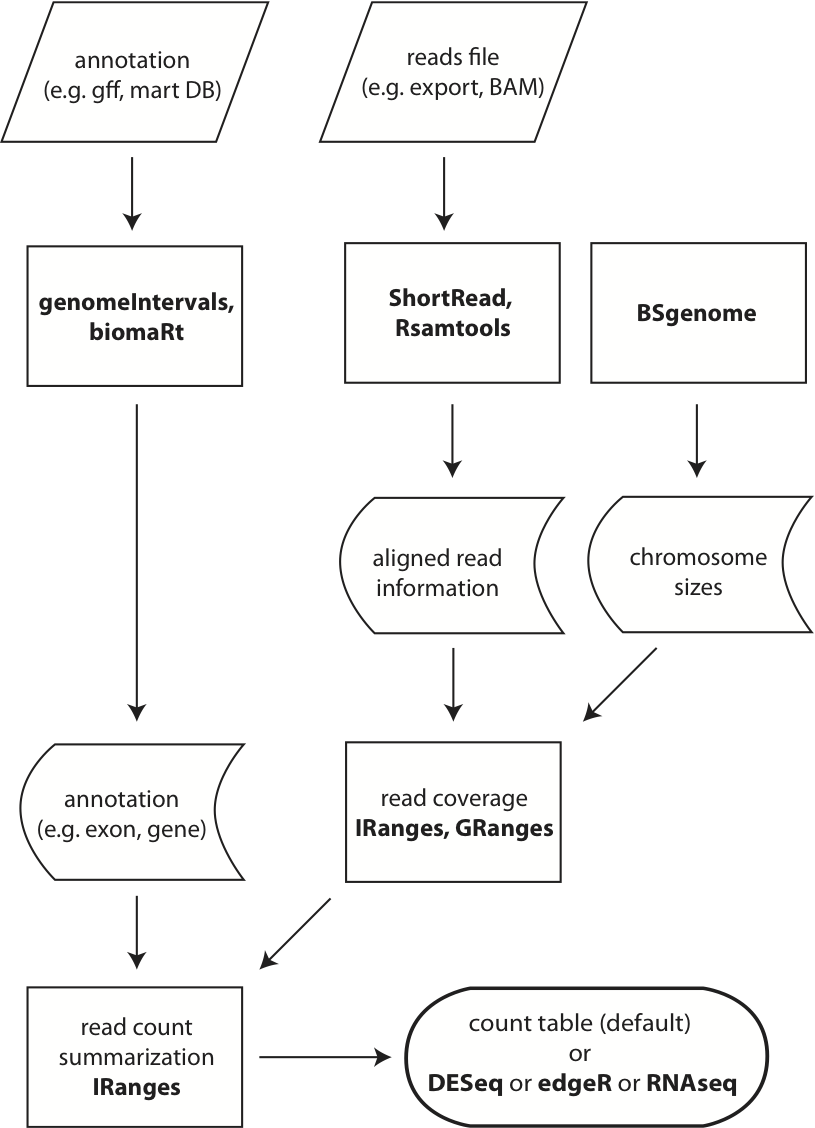 annotation
(e.g. gff, mart DB)
reads file
(e.g. export, BAM)
genomeIntervals,
biomaRt
ShortRead,
Rsamtools
BSgenome
aligned read
information
chromosome
sizes
annotation
(e.g. exon, gene)
read coverage
IRanges, GRanges
read count
summarization
IRanges
count table (default)
or
DESeq or edgeR or RNAseq